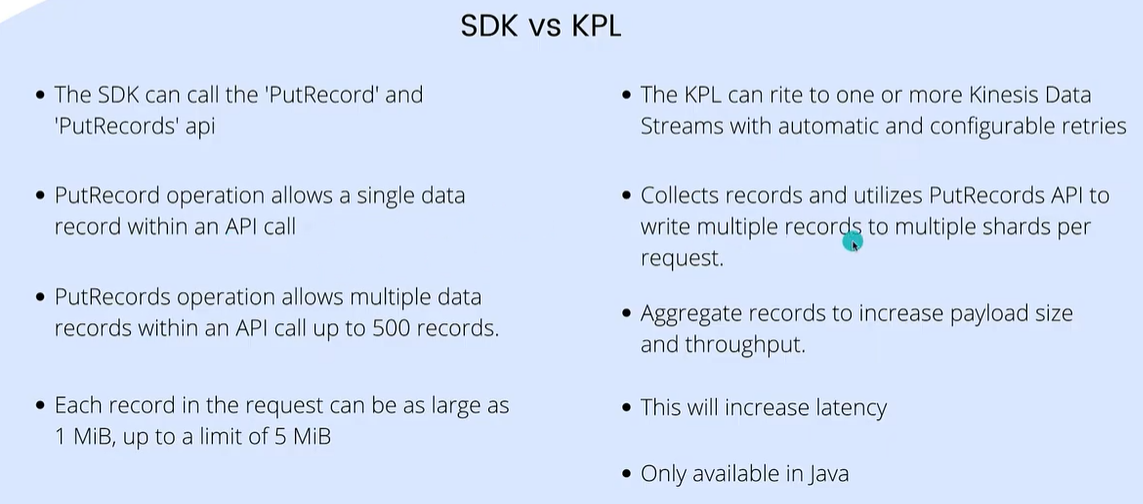 SDK vs KPL
• The SDK can call the 'PutRecord' and
'PutRecords' api
• PutRecord operation allows a single data
record within an API call
• PutRecords operation allows multiple data
records within an API call up to 500 records.
• Each record in the request can be as large as
1 MiB, up to a limit of 5 MiB
• The KPL can rite to one or more Kinesis Data
Streams with automatic and configurable retries
• Collects records and utilizes PutRecords API to
write multiple records to multiple shards per
request.
• Aggregate records to increase payload size
and throughput.
• This will increase latency
• Only available in Java